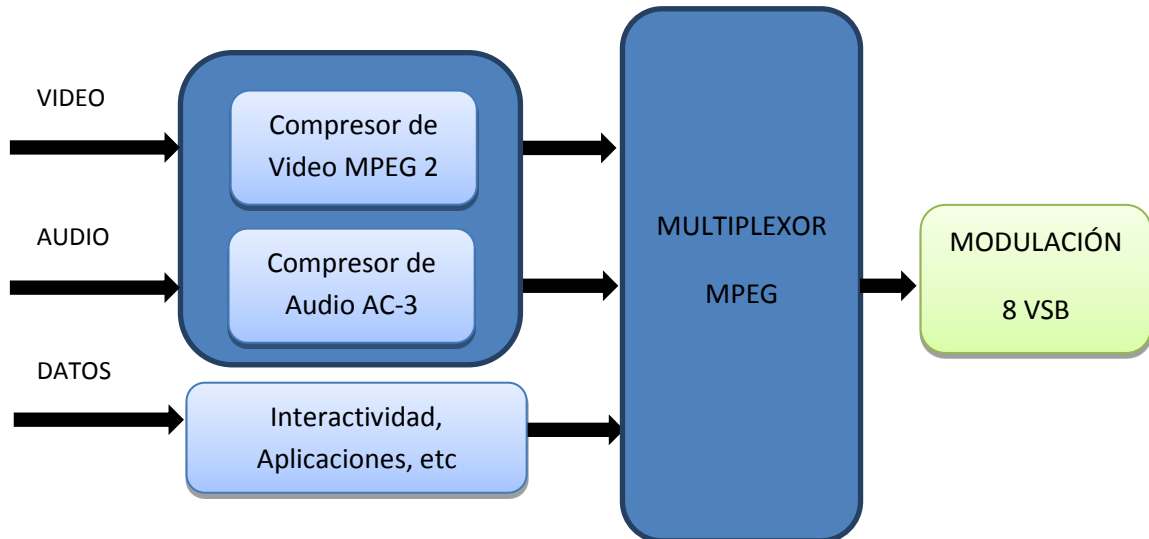 VIDEO
Compresor de
Video MPEG 2
AUDIO
Compresor de
Audio AC-3
DATOS
Interactividad,
Aplicaciones, etc
MULTIPLEXOR
MPEG
MODULACIÓN
8 VSB